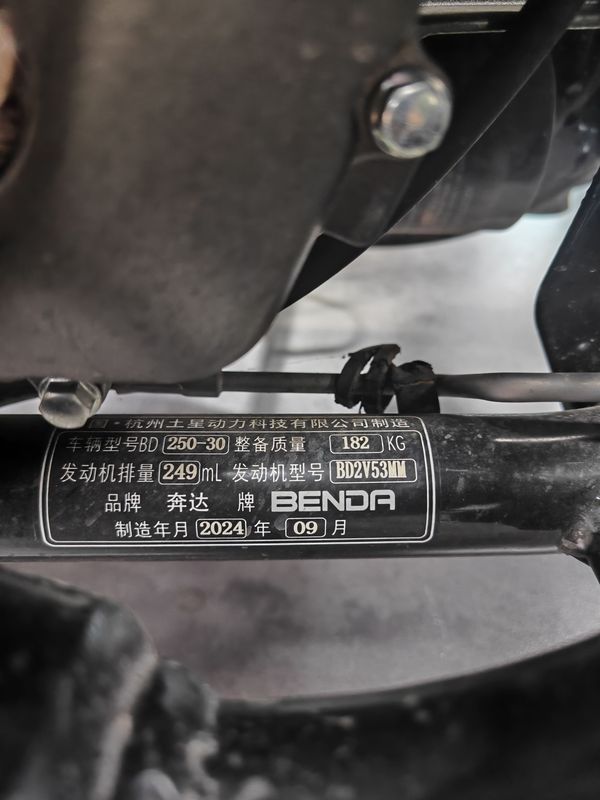 国·杭州土星动力科技有限公司制造
车辆型号BD 250-30 整备质量 182 KG
发动机排量 249 mL 发动机型号 BD2V53MM
品牌 奔达 牌 BENDA
制造年月 2024 年 09 月